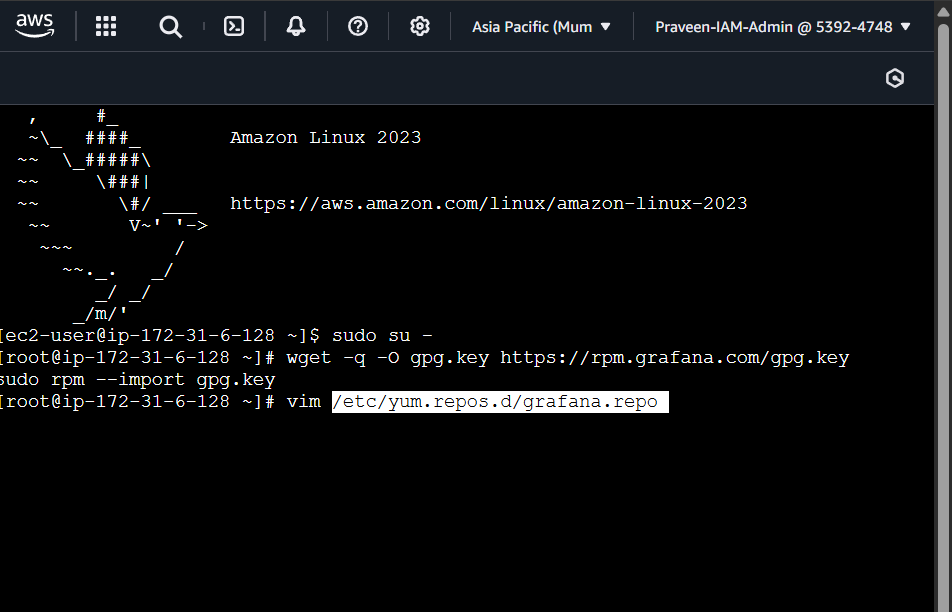 aws
Asia Pacific (Mum
Praveen-IAM-Admin @ 5392-4748
   ,     #_
   ~\_  ####_        Amazon Linux 2023
  ~~  \_#####\
  ~~     \###|
  ~~       \#/ ___   https://aws.amazon.com/linux/amazon-linux-2023
   ~~       V~' '->
    ~~~         /
      ~~._.   _/
         _/ _/
       _/m/'
[ec2-user@ip-172-31-6-128 ~]$ sudo su -
[root@ip-172-31-6-128 ~]# wget -q -O gpg.key https://rpm.grafana.com/gpg.key
sudo rpm --import gpg.key
[root@ip-172-31-6-128 ~]# vim /etc/yum.repos.d/grafana.repo